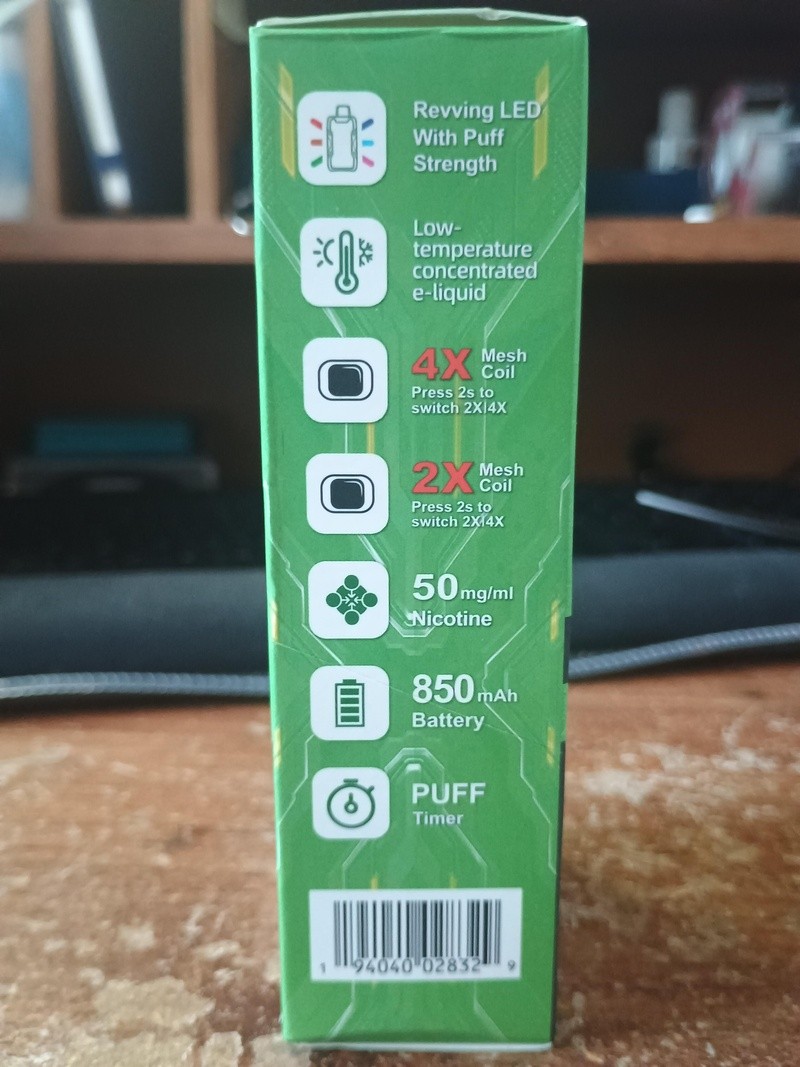 Revving LED
With Puff
Strength
Low-
temperature
concentrated
e-liquid
4X Mesh
Coil
Press 2s to
switch 2X|4X
2X Mesh
Coil
Press 2s to
switch 2X|4X
50mg/ml
Nicotine
850mAh
Battery
PUFF
Timer
1 94040 02832 9